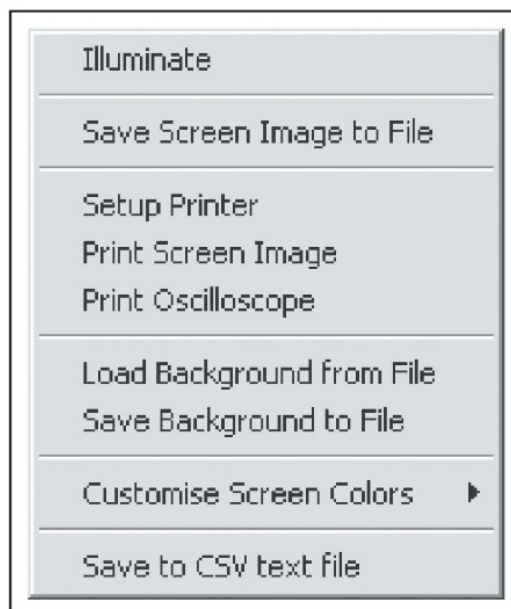 Illuminate
Save Screen Image to File
Setup Printer
Print Screen Image
Print Oscilloscope
Load Background from File
Save Background to File
Customise Screen Colors
Save to CSV text file